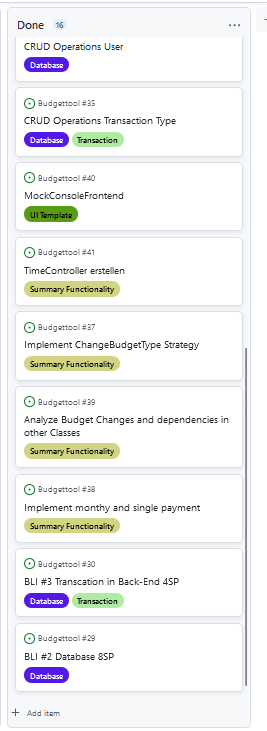 Done 16 ...
CRUD Operations User
Database
Budgettool #35
CRUD Operations Transaction Type
Database Transaction
Budgettool #40
MockConsoleFrontend
UI Template
Budgettool #41
TimeController erstellen
Summary Functionality
Budgettool #37
Implement ChangeBudgetType Strategy
Summary Functionality
Budgettool #39
Analyze Budget Changes and dependencies in
other Classes
Summary Functionality
Budgettool #38
Implement monthy and single payment
Summary Functionality
Budgettool #30
BLI #3 Transcation in Back-End 4SP
Database Transaction
Budgettool #29
BLI #2 Database 8SP
Database
+ Add item